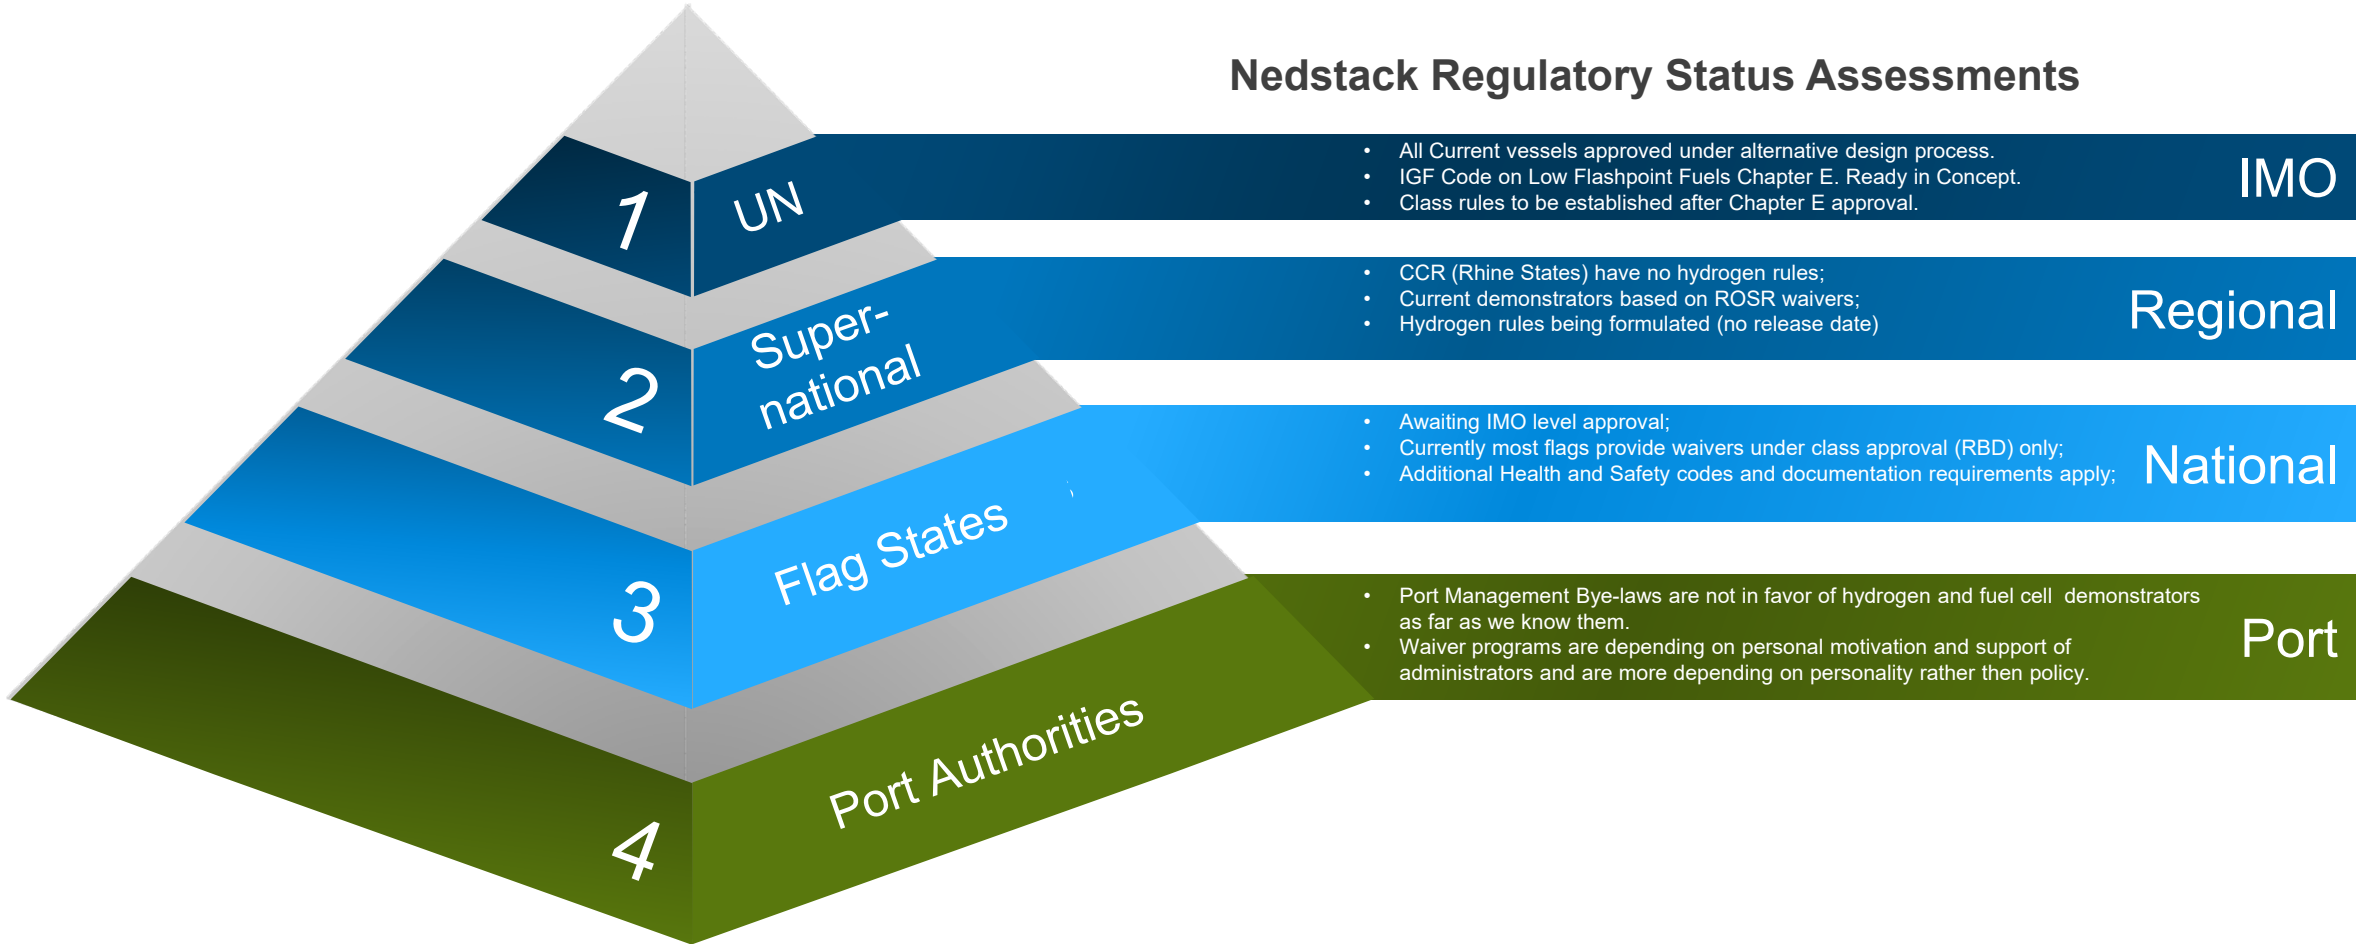 Nedstack Regulatory Status Assessments
1
UN
• All Current vessels approved under alternative design process.
• IGF Code on Low Flashpoint Fuels Chapter E. Ready in Concept.
• Class rules to be established after Chapter E approval.
IMO
2
Super-
national
• CCR (Rhine States) have no hydrogen rules;
• Current demonstrators based on ROSR waivers;
• Hydrogen rules being formulated (no release date)
Regional
3
Flag States
• Awaiting IMO level approval;
• Currently most flags provide waivers under class approval (RBD) only;
• Additional Health and Safety codes and documentation requirements apply;
National
4
Port Authorities
• Port Management Bye-laws are not in favor of hydrogen and fuel cell demonstrators
as far as we know them.
• Waiver programs are depending on personal motivation and support of
administrators and are more depending on personality rather then policy.
Port